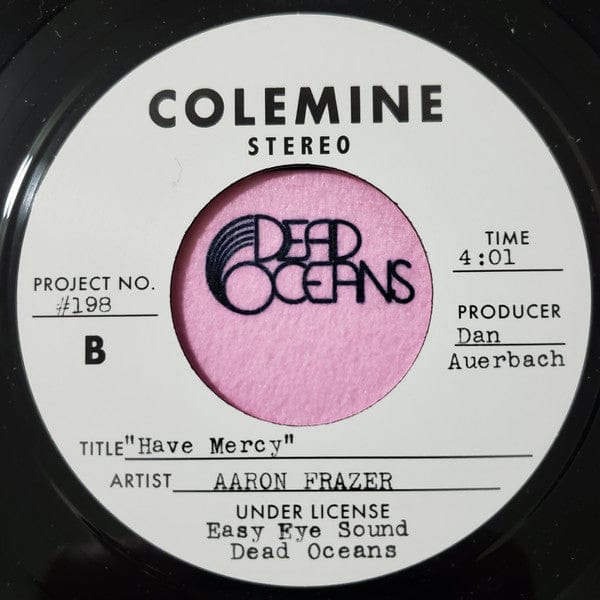 COLEMINE
STEREO
DEAD
OCEANS
PROJECT NO.
#198
B
TIME
4:01
PRODUCER
Dan
Auerbach
TITLE "Have Mercy"
ARTIST AARON FRAZER
UNDER LICENSE
Easy Eye Sound
Dead Oceans